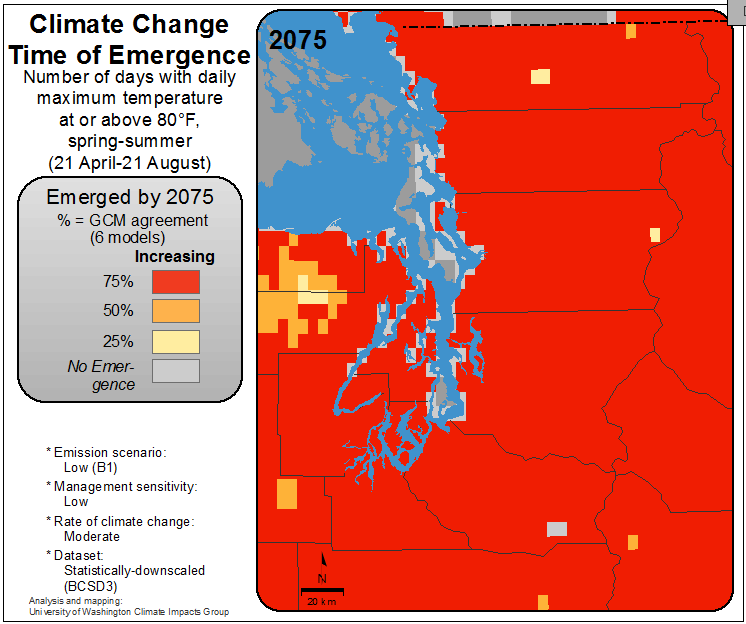 Climate Change
Time of Emergence
Number of days with daily
maximum temperature
at or above 80°F,
spring-summer
(21 April-21 August)
Emerged by 2075
% = GCM agreement
(6 models)
Increasing
75%
50%
25%
No Emer-
gence
* Emission scenario:
Low (B1)
* Management sensitivity:
Low
* Rate of climate change:
Moderate
* Dataset:
Statistically-downscaled
(BCSD3)
Analysis and mapping:
University of Washington Climate Impacts Group
2075
N
20 km